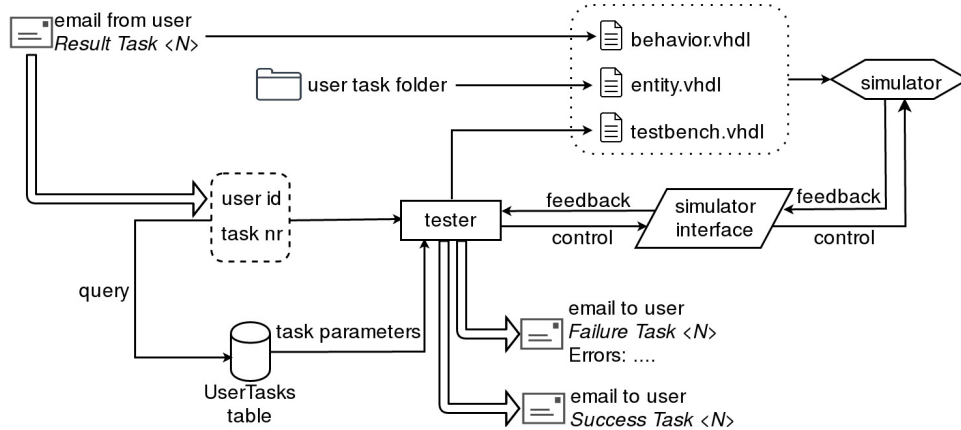 email from user
Result Task <N>
behavior.vhdl
user task folder
entity.vhdl
simulator
testbench.vhdl
user id
task nr
tester
feedback
control
simulator
interface
feedback
control
query
task parameters
UserTasks
table
email to user
Failure Task <N>
Errors: ....
email to user
Success Task <N>